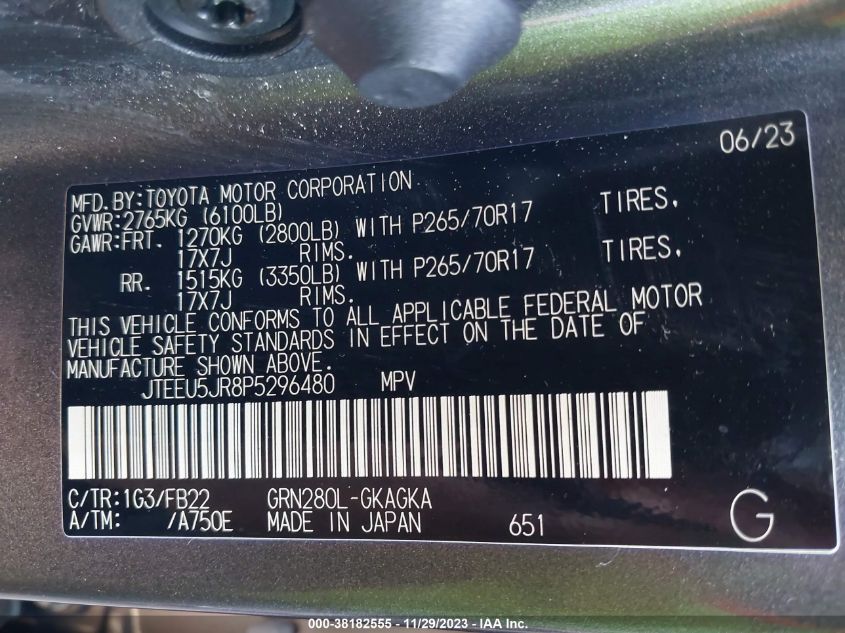 06/23
MFD.BY:TOYOTA MOTOR CORPORATION
GVWR:2765KG (6100LB)
GAWR:FRT. 1270KG (2800LB) WITH P265/70R17 TIRES,
17X7J RIMS.
RR. 1515KG (3350LB) WITH P265/70R17 TIRES,
17X7J RIMS.
THIS VEHICLE CONFORMS TO ALL APPLICABLE FEDERAL MOTOR
VEHICLE SAFETY STANDARDS IN EFFECT ON THE DATE OF
MANUFACTURE SHOWN ABOVE.
JTEEU5JR8P5296480 MPV
C/TR:1G3/FB22 GRN280L-GKAGKA
A/TM: /A750E MADE IN JAPAN 651 G
000-38182555 - 11/29/2023 - IAA Inc.